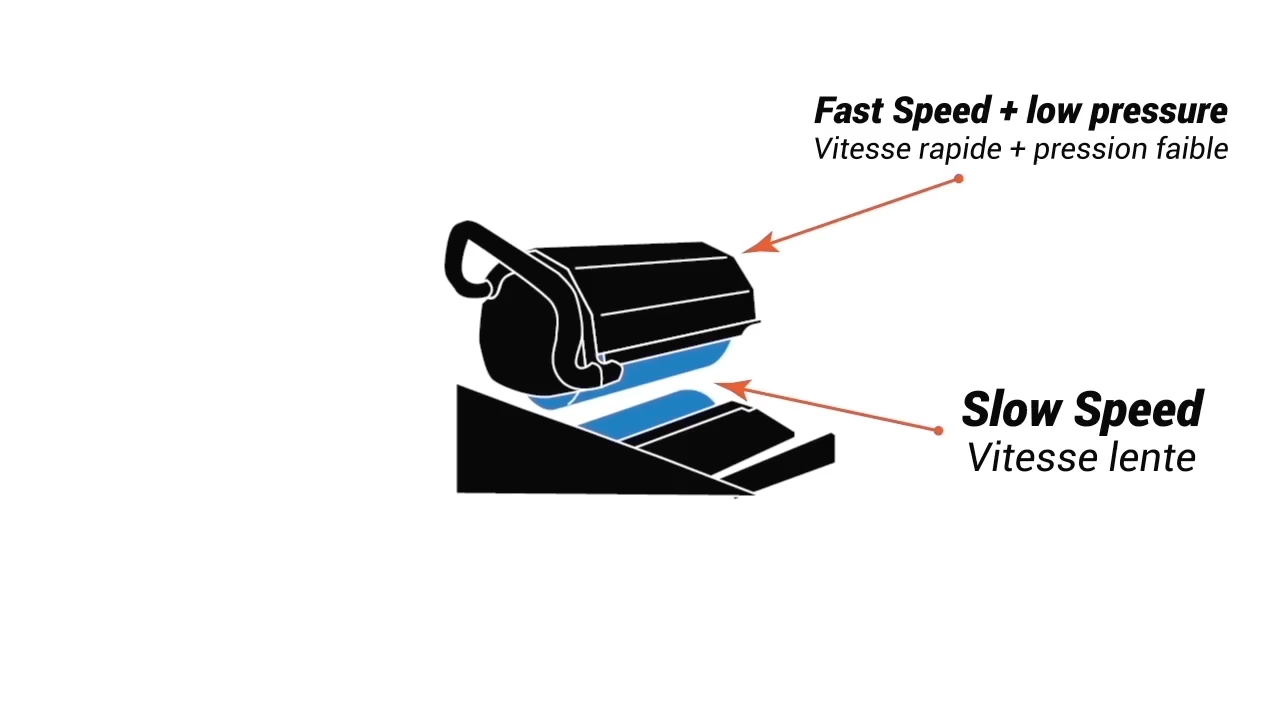 Fast Speed + low pressure
Vitesse rapide + pression faible
Slow Speed
Vitesse lente